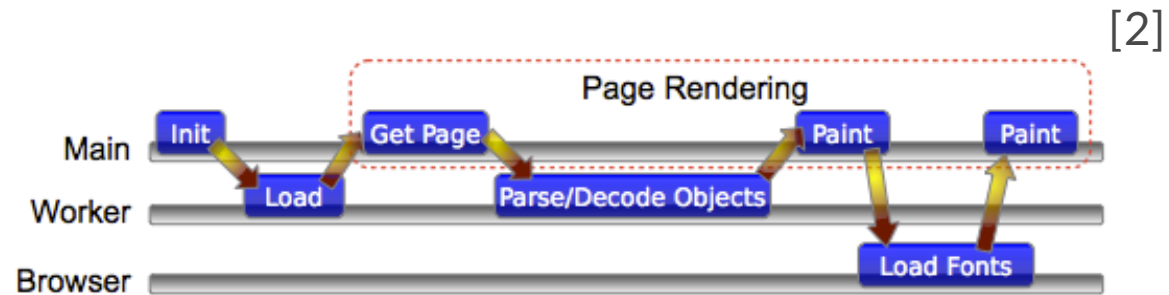 [2]
Page Rendering
Main
Init
Get Page
Paint
Paint
Worker
Load
Parse/Decode Objects
Browser
Load Fonts